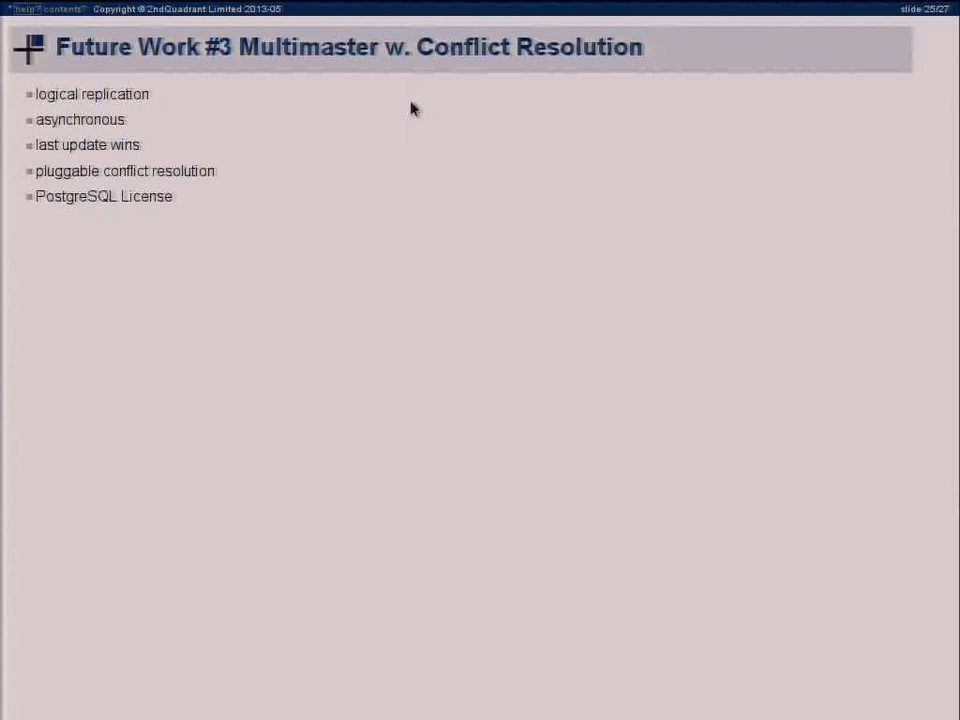 help? contents? Copyright © 2ndQuadrant Limited 2013-05 slide 25/27
Future Work #3 Multimaster w. Conflict Resolution
logical replication
asynchronous
last update wins
pluggable conflict resolution
PostgreSQL License